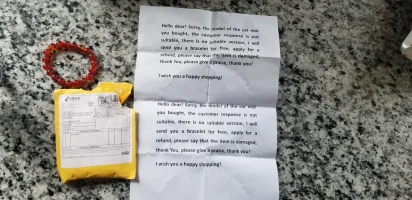 Hello dear! Sorry, the model of the car mat
you bought, the customer response is not
suitable, there is no suitable version, I will
send you a bracelet for free, apply for a
refund, please say that the item is damaged,
thank You, please give a praise, thank you!
I wish you a happy shopping!
Hello dear! Sorry, the model of the car mat
you bought, the customer response is not
suitable, there is no suitable version, I will
send you a bracelet for free, apply for a
refund, please say that the item is damaged,
thank You, please give a praise, thank you!
I wish you a happy shopping!